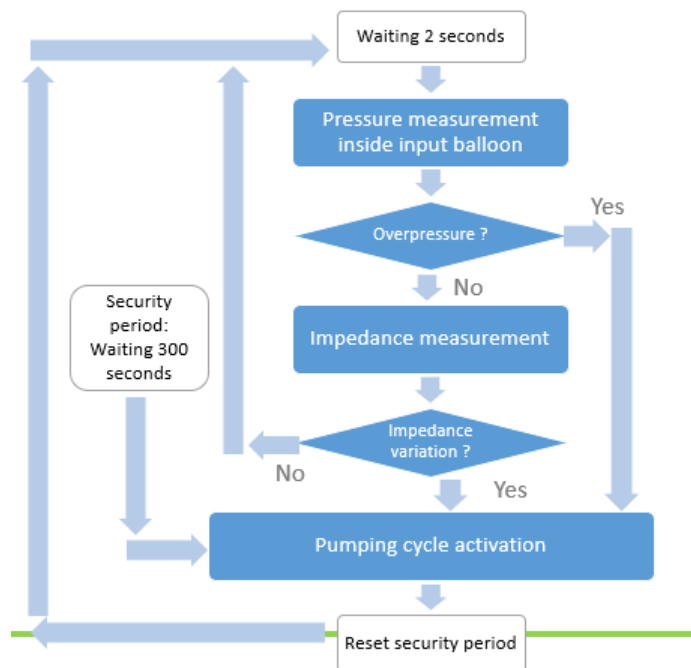 Waiting 2 seconds
Pressure measurement
inside input balloon
Overpressure ?
Yes
No
Security
period:
Waiting 300
seconds
Impedance measurement
Impedance
variation ?
No
Yes
Pumping cycle activation
Reset security period